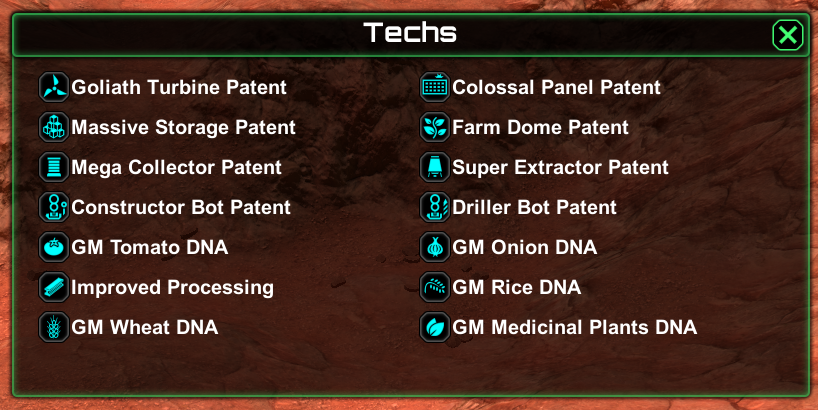 Techs
Goliath Turbine Patent
Colossal Panel Patent
Massive Storage Patent
Farm Dome Patent
Mega Collector Patent
Super Extractor Patent
Constructor Bot Patent
Driller Bot Patent
GM Tomato DNA
GM Onion DNA
Improved Processing
GM Rice DNA
GM Wheat DNA
GM Medicinal Plants DNA